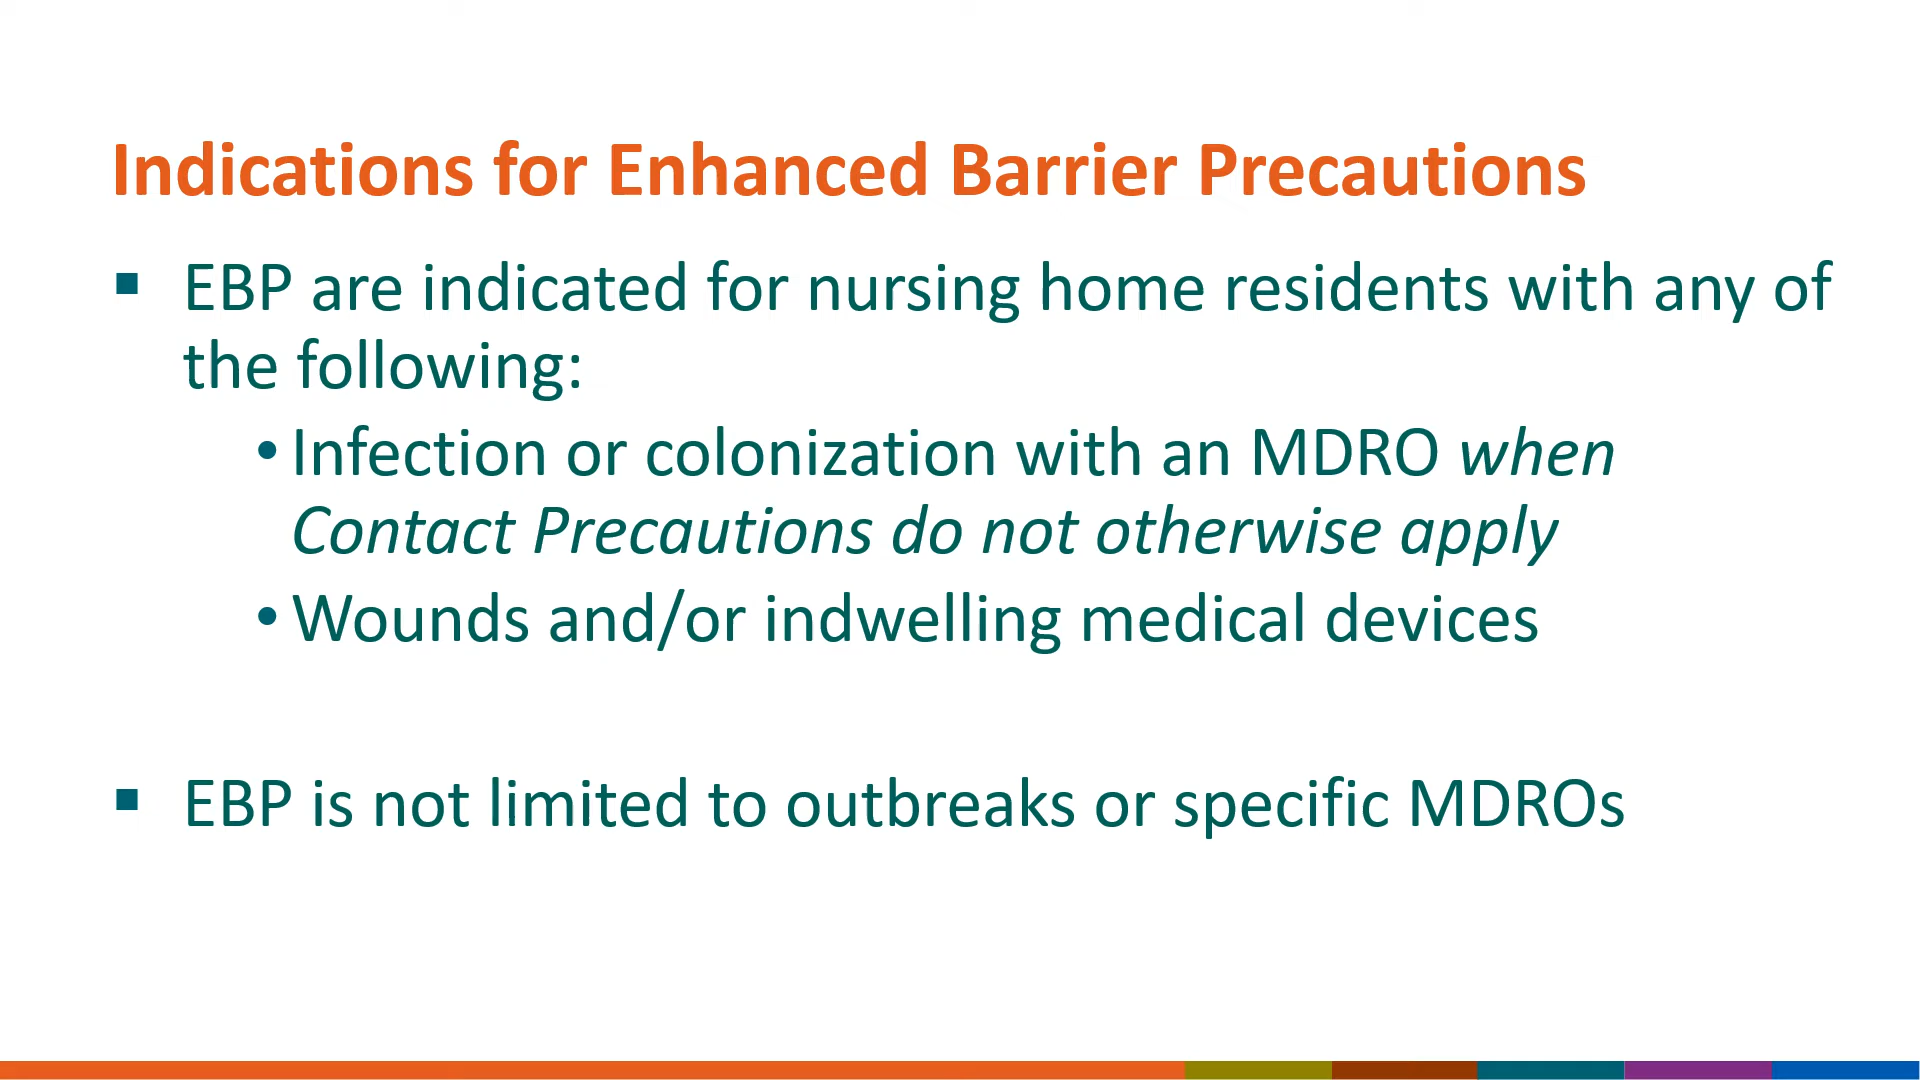 Indications for Enhanced Barrier Precautions
▪ EBP are indicated for nursing home residents with any of
the following:
• Infection or colonization with an MDRO when
Contact Precautions do not otherwise apply
• Wounds and/or indwelling medical devices
▪ EBP is not limited to outbreaks or specific MDROs